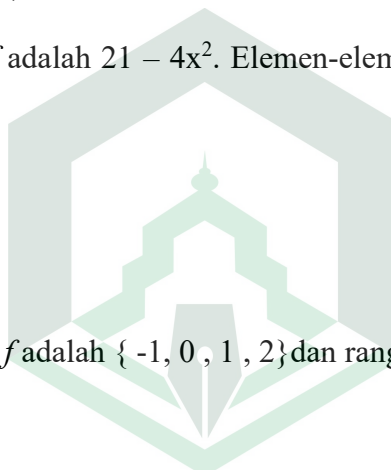 f adalah 21 – 4x². Elemen-elem
f adalah { -1, 0 , 1 , 2}dan rang